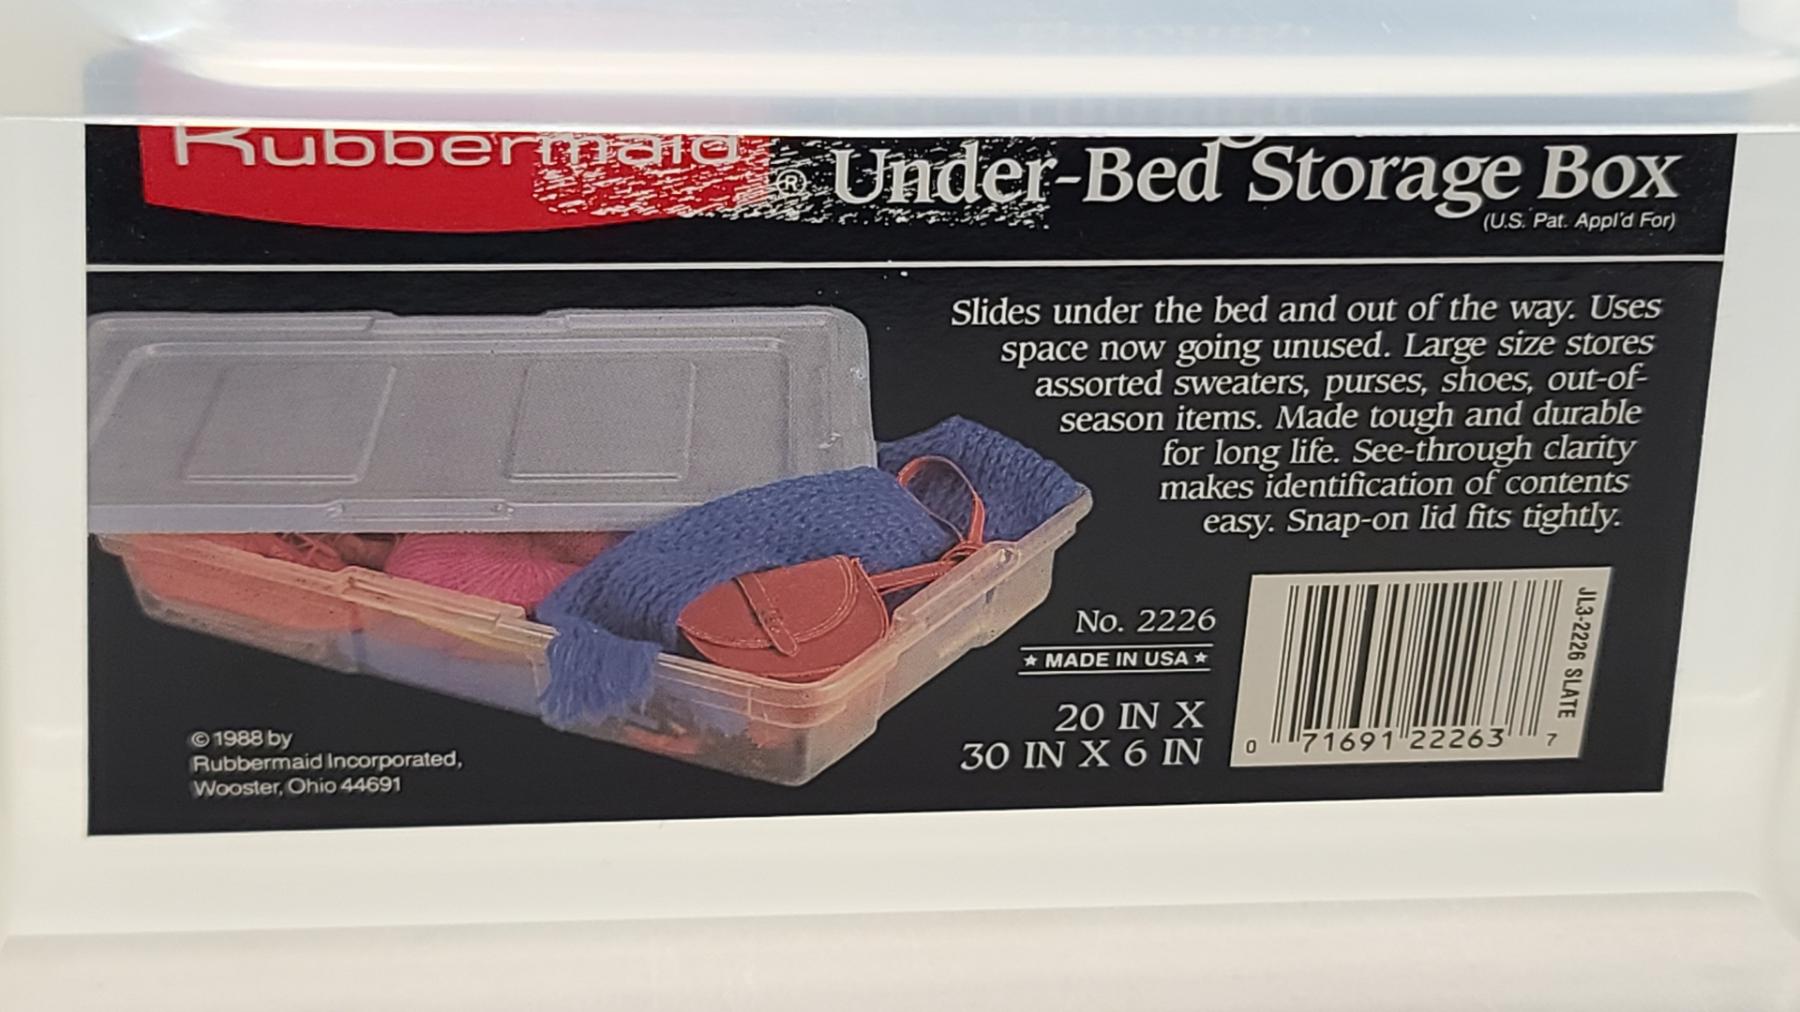 Rubbermaid® Under-Bed Storage Box
(U.S. Pat. Appl'd For)
Slides under the bed and out of the way. Uses
space now going unused. Large size stores
assorted sweaters, purses, shoes, out-of-
season items. Made tough and durable
for long life. See-through clarity
makes identification of contents
easy. Snap-on lid fits tightly.
No. 2226
★ MADE IN USA ★
20 IN X
30 IN X 6 IN
JL3-2226 SLATE
0 71691 22263 7
© 1988 by
Rubbermaid Incorporated,
Wooster, Ohio 44691